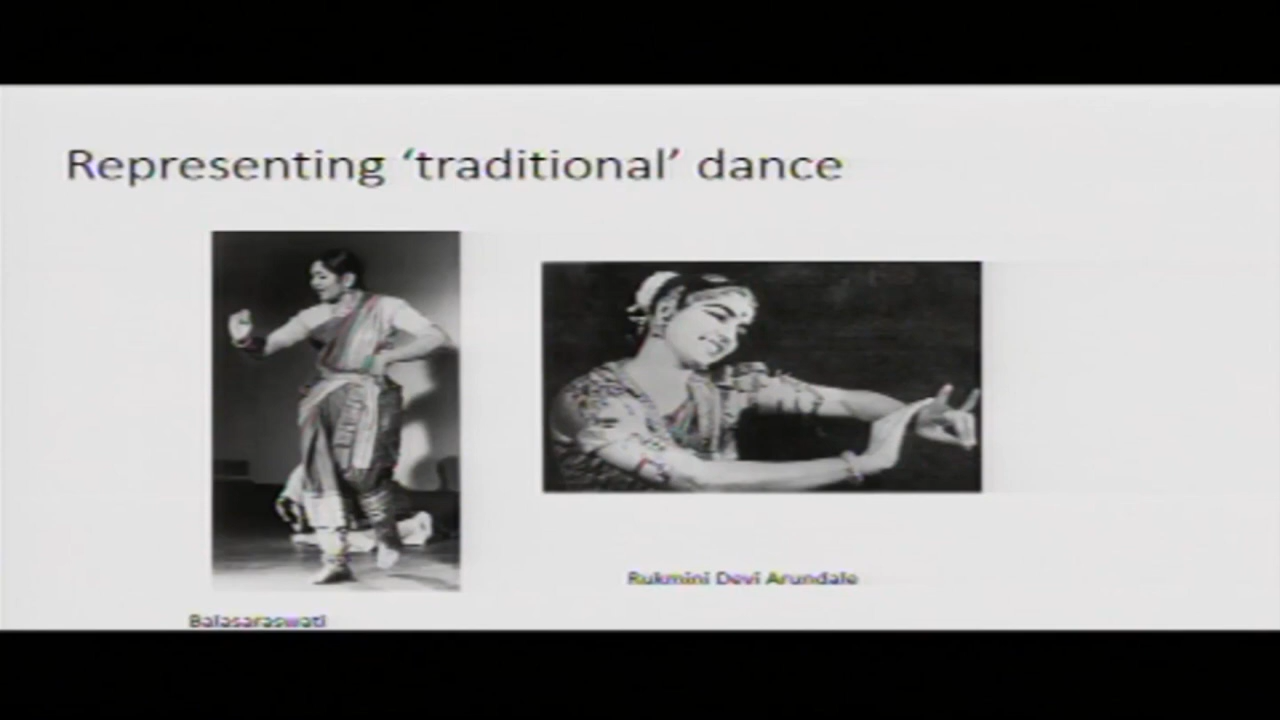 Representing ‘traditional’ dance
Rukmini Devi Arundale
Balasaraswati